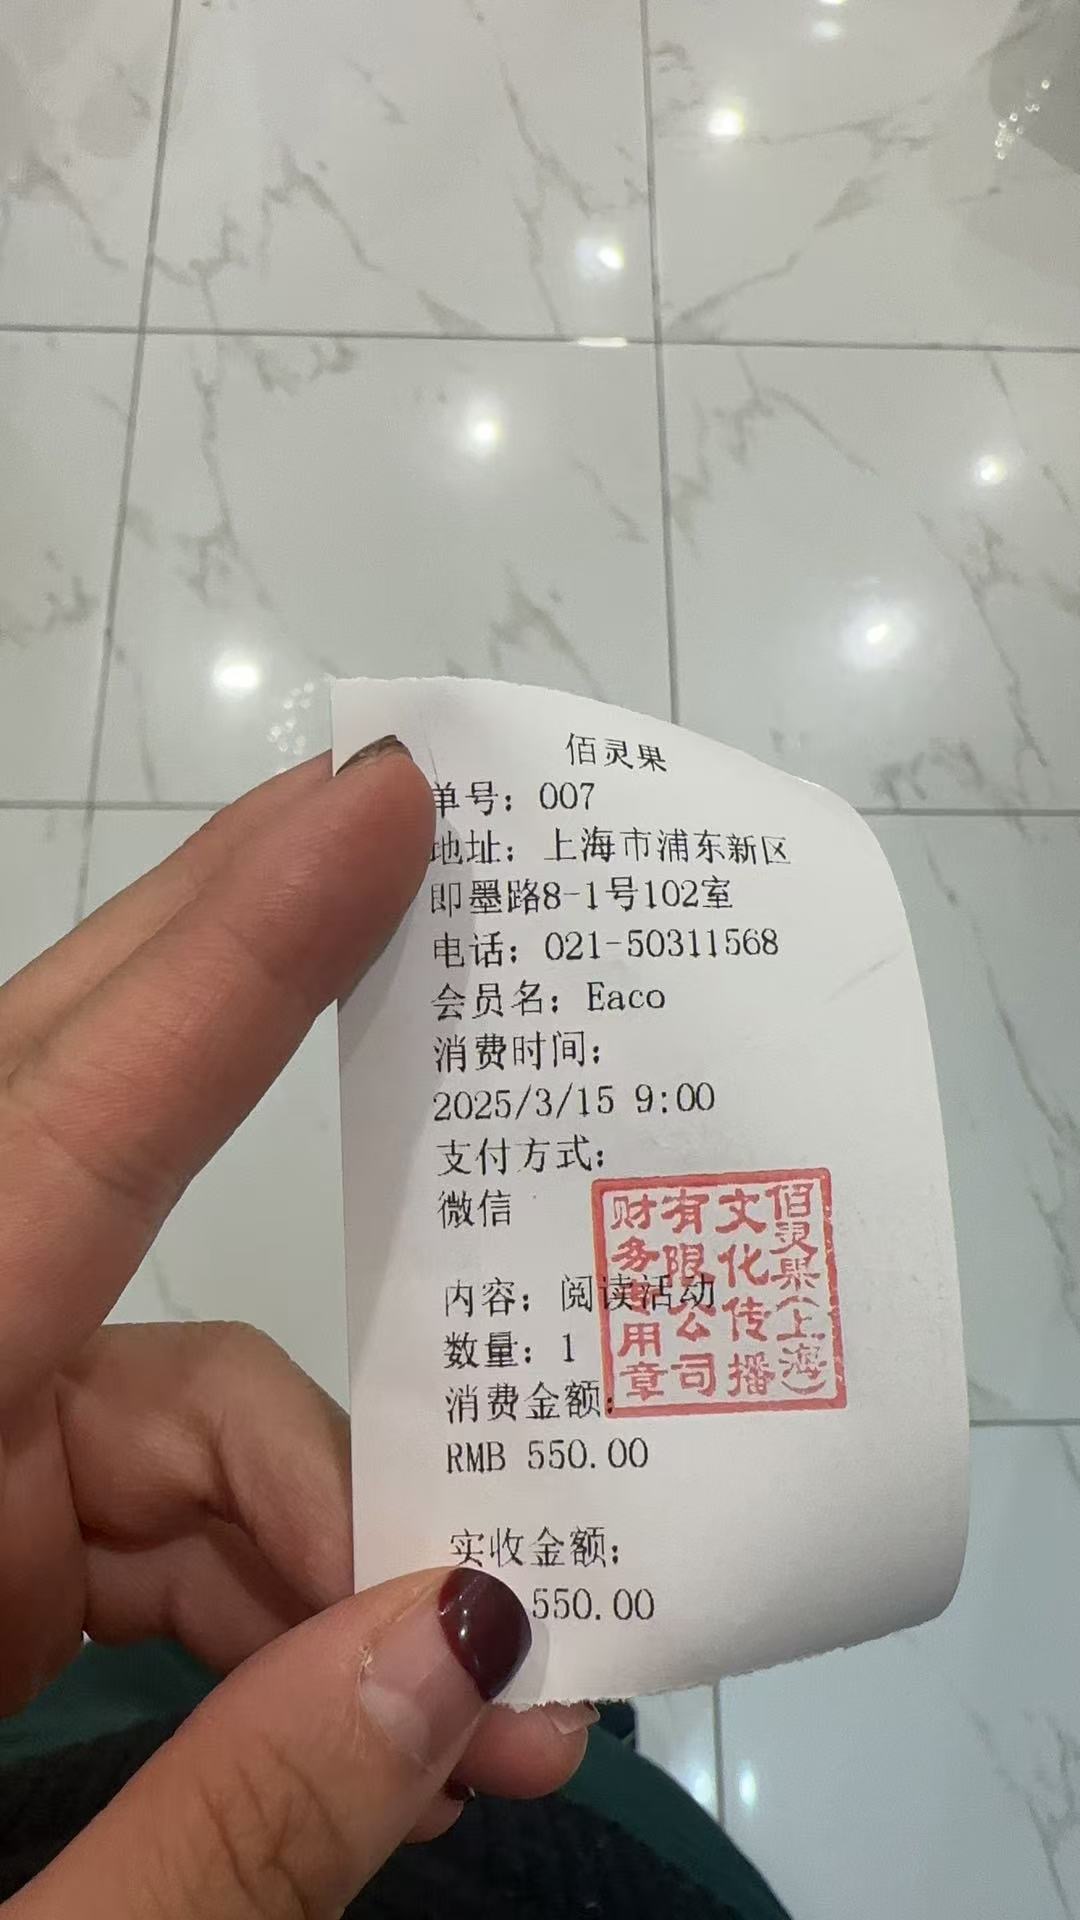 佰灵果
单号：007
地址：上海市浦东新区
即墨路8-1号102室
电话：021-50311568
会员名：Eaco
消费时间：
2025/3/15 9:00
支付方式：
微信
内容：阅读活动
数量：1
消费金额：
RMB 550.00
实收金额：
550.00
佰灵果（上海）
文化传播
有限公司
财务专用章